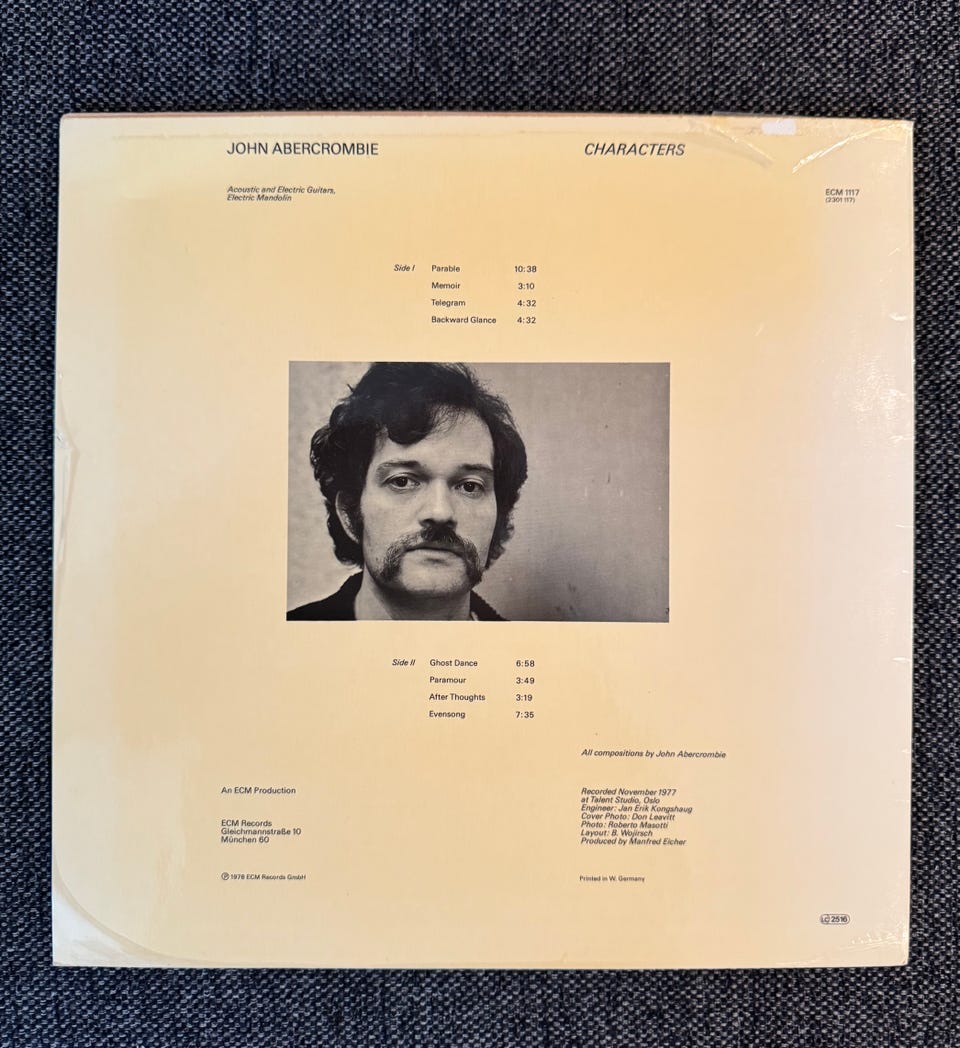 JOHN ABERCROMBIE
CHARACTERS
Acoustic and Electric Guitars,
Electric Mandolin
ECM 1117
(2301 117)
Side I Parable 10:38
Memoir 3:10
Telegram 4:32
Backward Glance 4:32
Side II Ghost Dance 6:58
Paramour 3:49
After Thoughts 3:19
Evensong 7:35
All compositions by John Abercrombie
An ECM Production
ECM Records
Gleichmannstraße 10
München 60
Ⓟ 1978 ECM Records GmbH
Recorded November 1977
at Talent Studio, Oslo
Engineer: Jan Erik Kongshaug
Cover Photo: Don Leavitt
Photo: Roberto Masotti
Layout: B. Wojirsch
Produced by Manfred Eicher
Printed in W. Germany
LC 2516